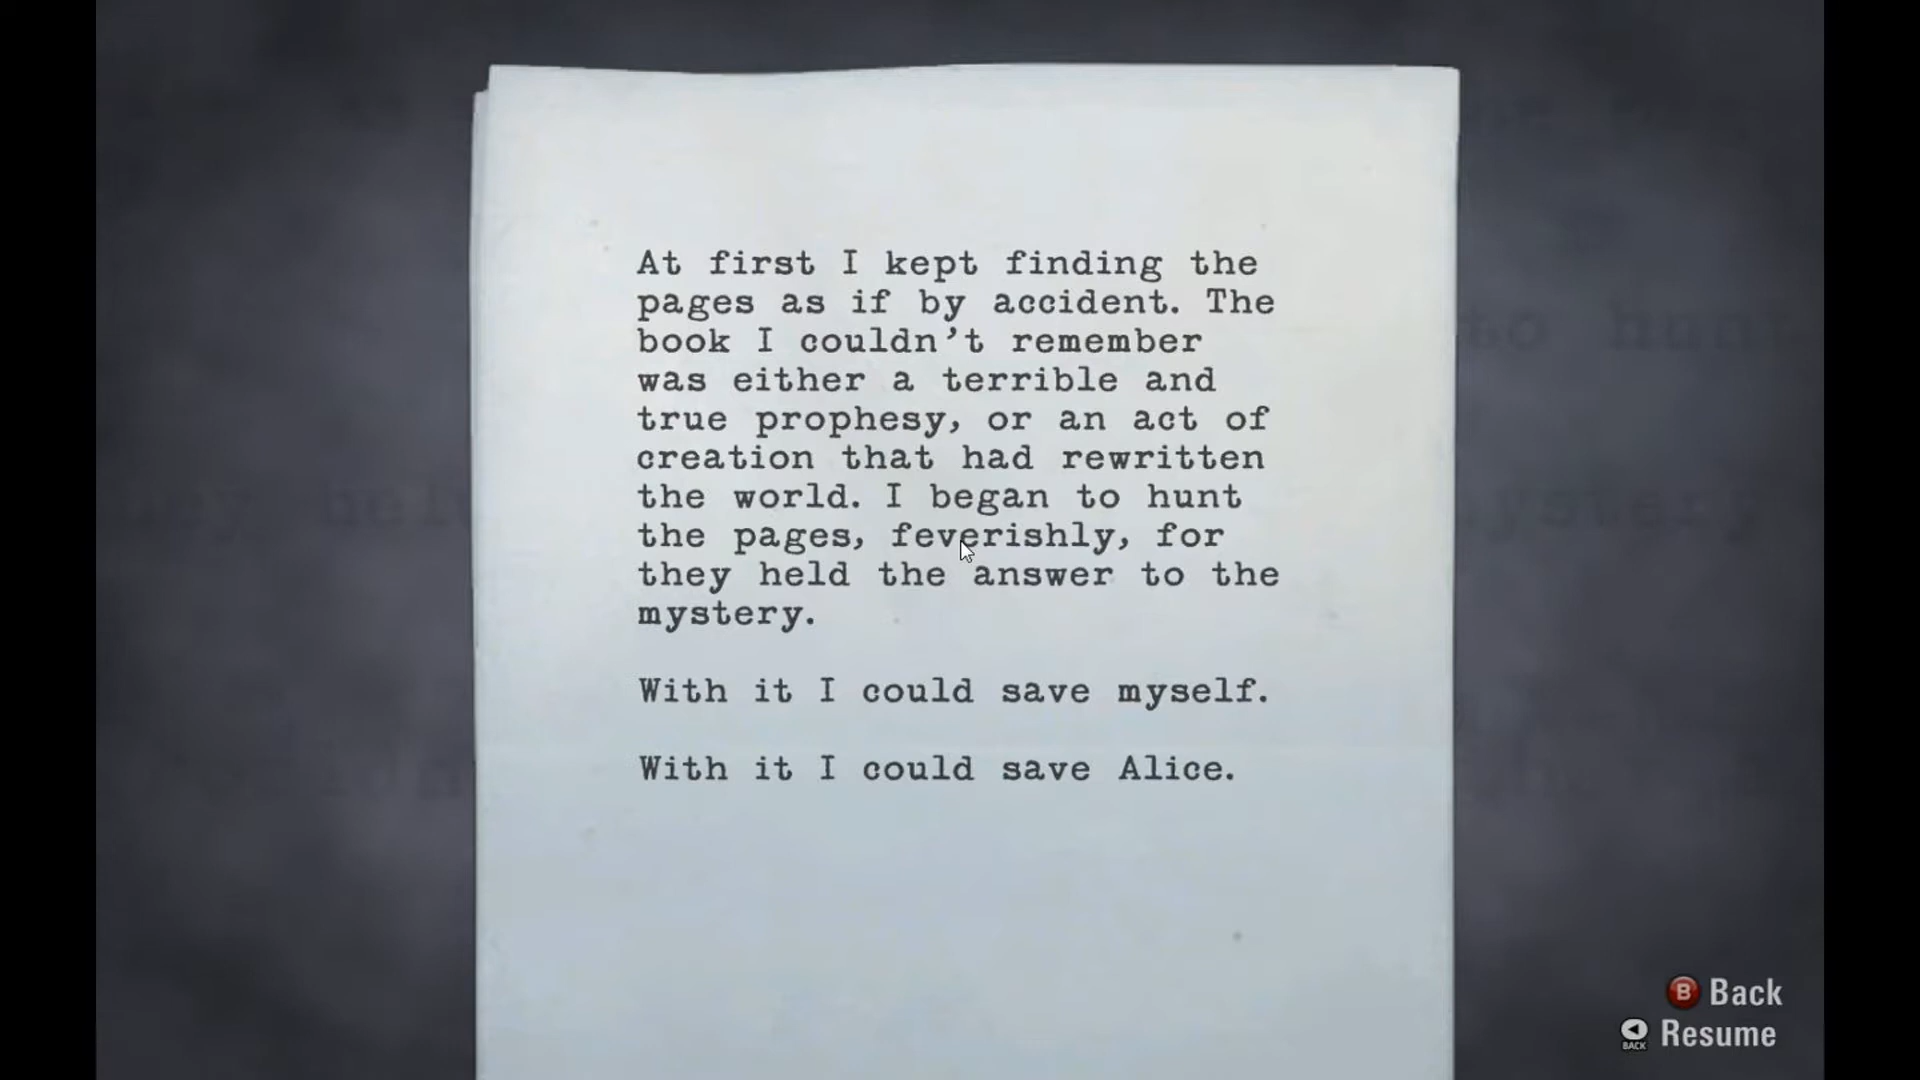 At first I kept finding the
pages as if by accident. The
book I couldn't remember
was either a terrible and
true prophesy, or an act of
creation that had rewritten
the world. I began to hunt
the pages, feverishly, for
they held the answer to the
mystery.
With it I could save myself.
With it I could save Alice.
B Back
BACK Resume